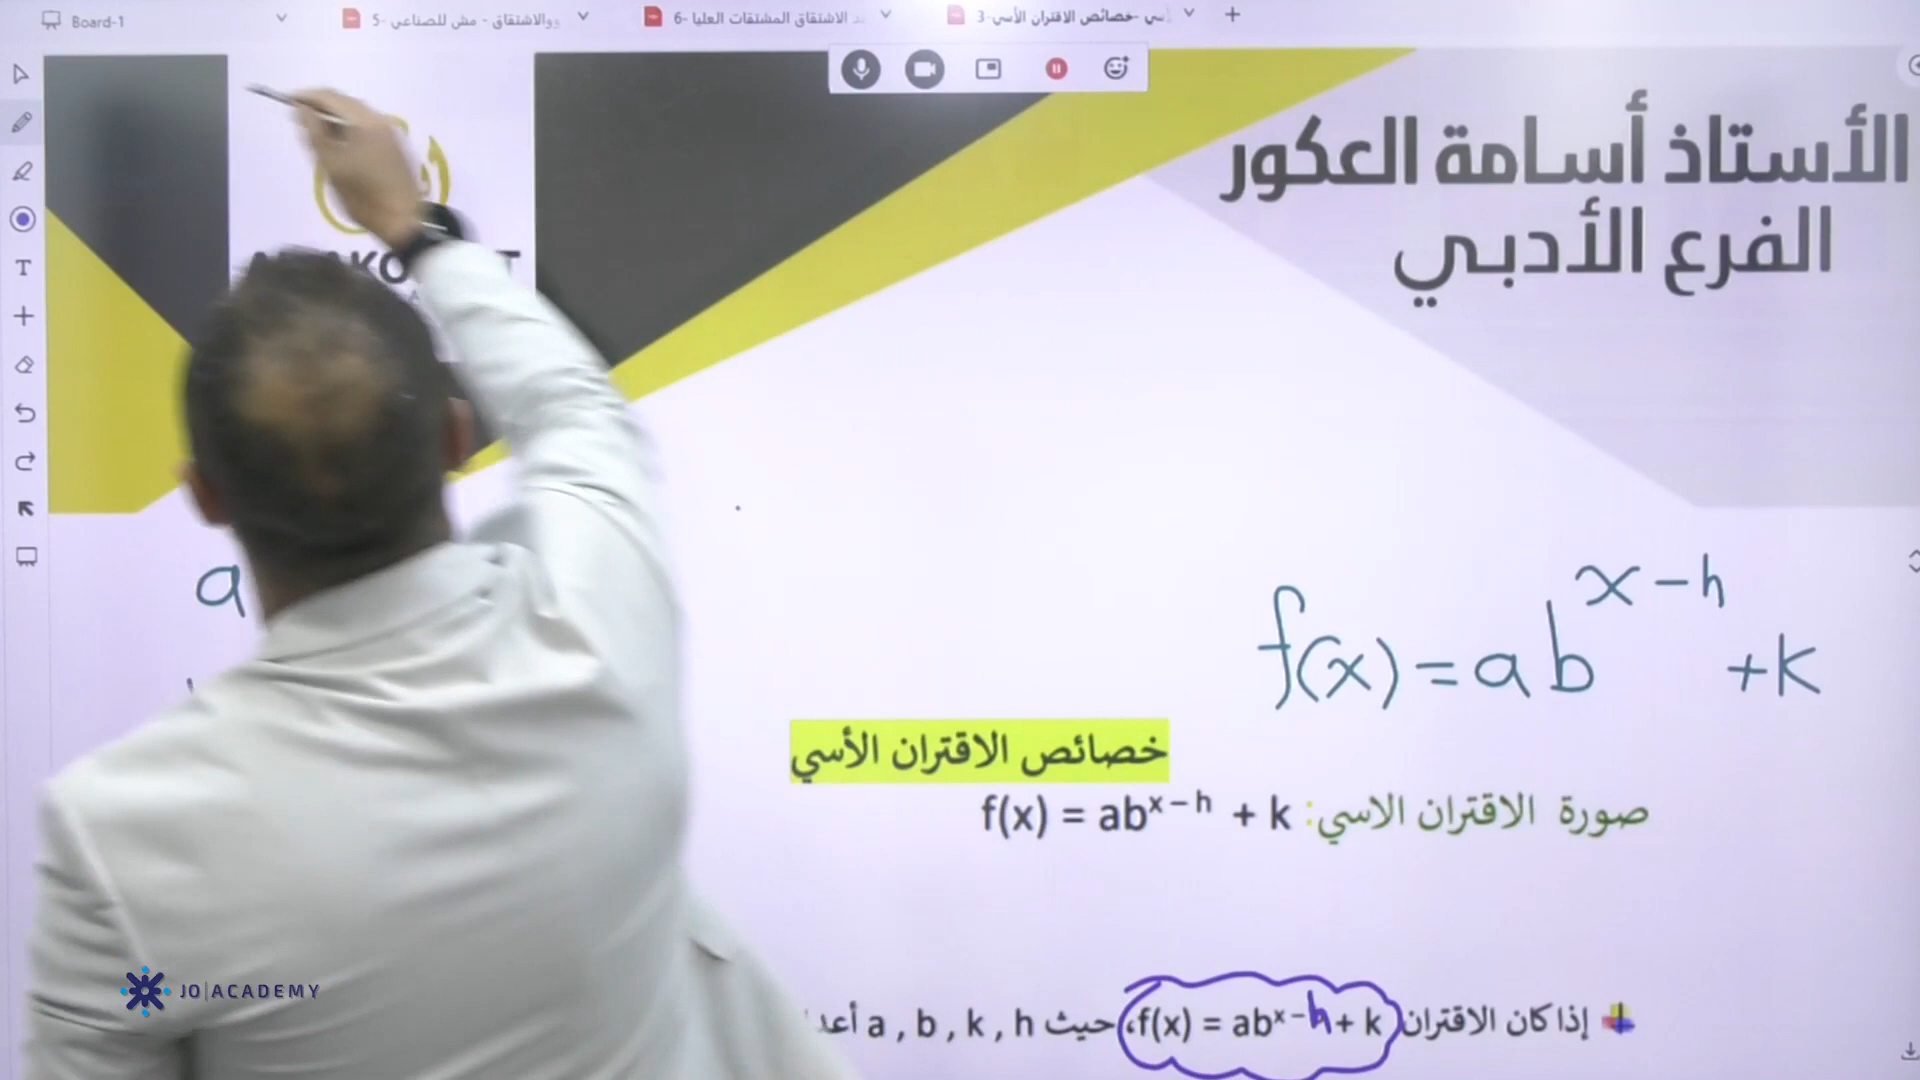 Board-1
5- والاشتقاق - مش للصناعي
6- الاشتقاق المشتقات العليا
3-خصائص الاقتران الأسي
الأستاذ أسامة العكور
الفرع الأدبي
T
a
f(x) = ab^{x-h} + k
خصائص الاقتران الأسي
صورة الاقتران الاسي: f(x) = ab^{x-h} + k
إذا كان الاقتران f(x) = ab^{x-h} + k، حيث a , b , k , h
JO|ACADEMY